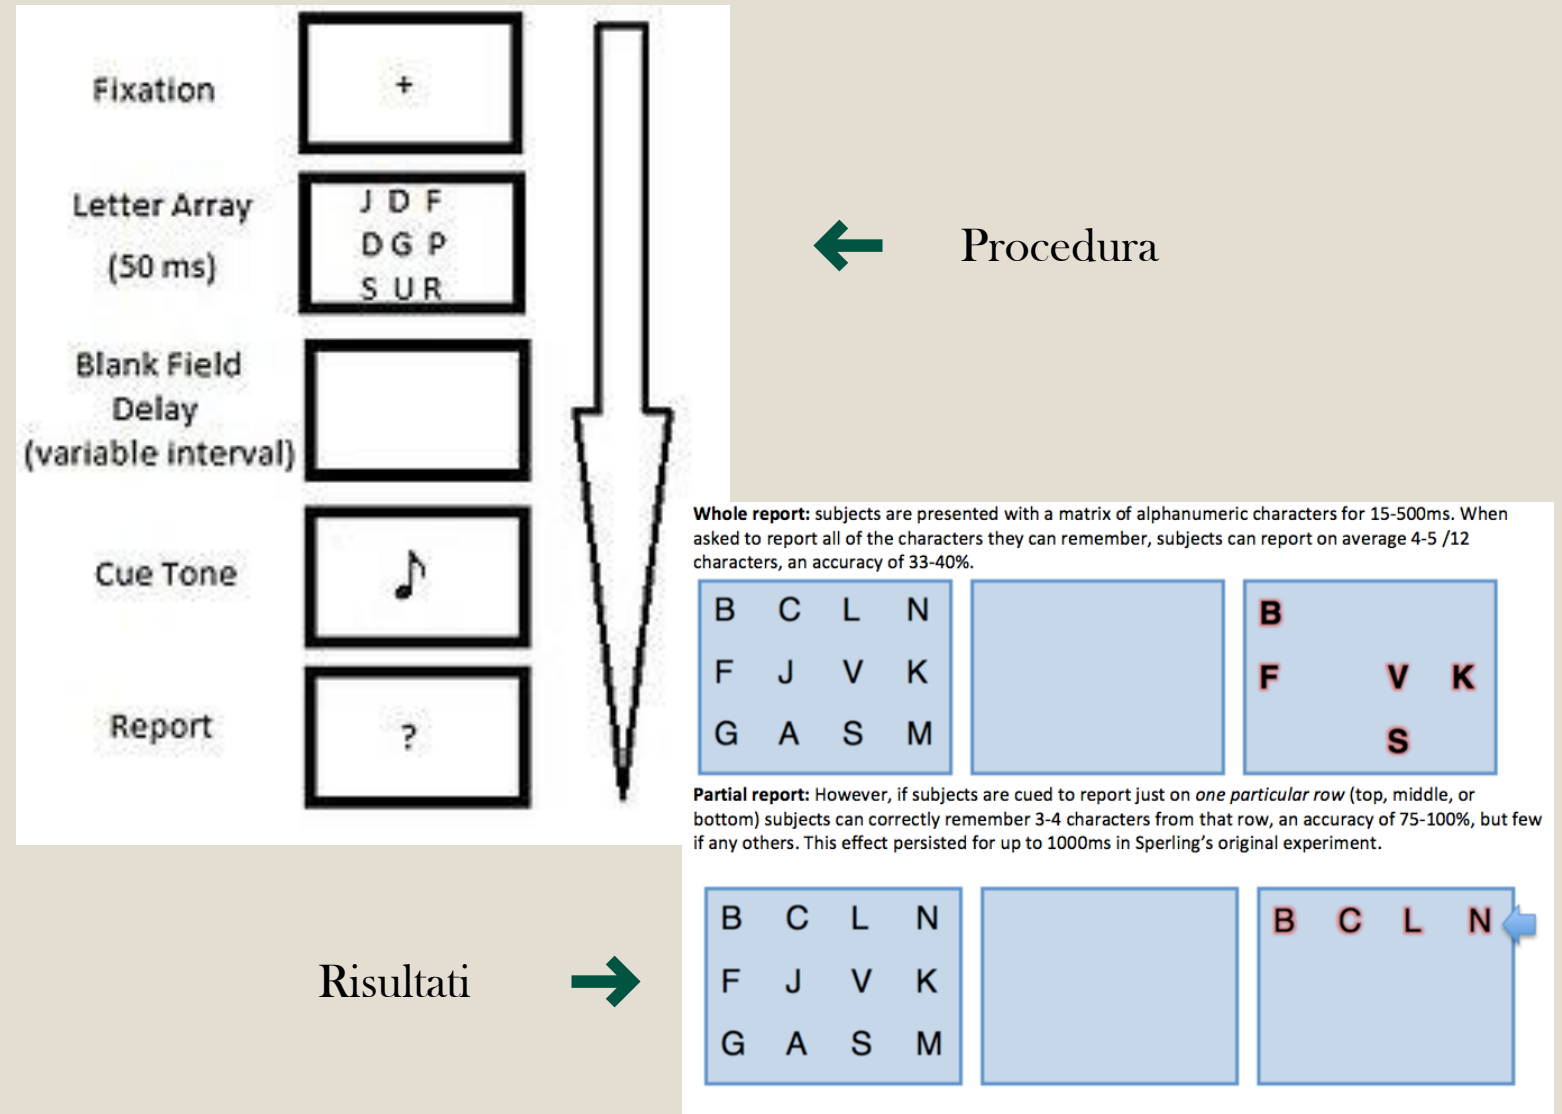 Fixation
+
Letter Array
(50 ms)
J D F
D G P
S U R
Blank Field
Delay
(variable interval)
Cue Tone
Report
?
Procedura
Whole report: subjects are presented with a matrix of alphanumeric characters for 15-500ms. When
asked to report all of the characters they can remember, subjects can report on average 4-5 /12
characters, an accuracy of 33-40%.
B C L N
F J V K
G A S M
B
F V K
S
Partial report: However, if subjects are cued to report just on one particular row (top, middle, or
bottom) subjects can correctly remember 3-4 characters from that row, an accuracy of 75-100%, but few
if any others. This effect persisted for up to 1000ms in Sperling's original experiment.
B C L N
F J V K
G A S M
B C L N
Risultati